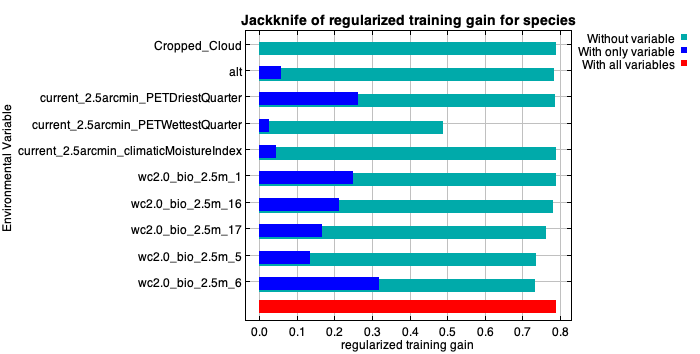 Jackknife of regularized training gain for species
Without variable
With only variable
With all variables
Environmental Variable
Cropped_Cloud
alt
current_2.5arcmin_PETDriestQuarter
current_2.5arcmin_PETWettestQuarter
current_2.5arcmin_climaticMoistureIndex
wc2.0_bio_2.5m_1
wc2.0_bio_2.5m_16
wc2.0_bio_2.5m_17
wc2.0_bio_2.5m_5
wc2.0_bio_2.5m_6
0.0 0.1 0.2 0.3 0.4 0.5 0.6 0.7 0.8
regularized training gain